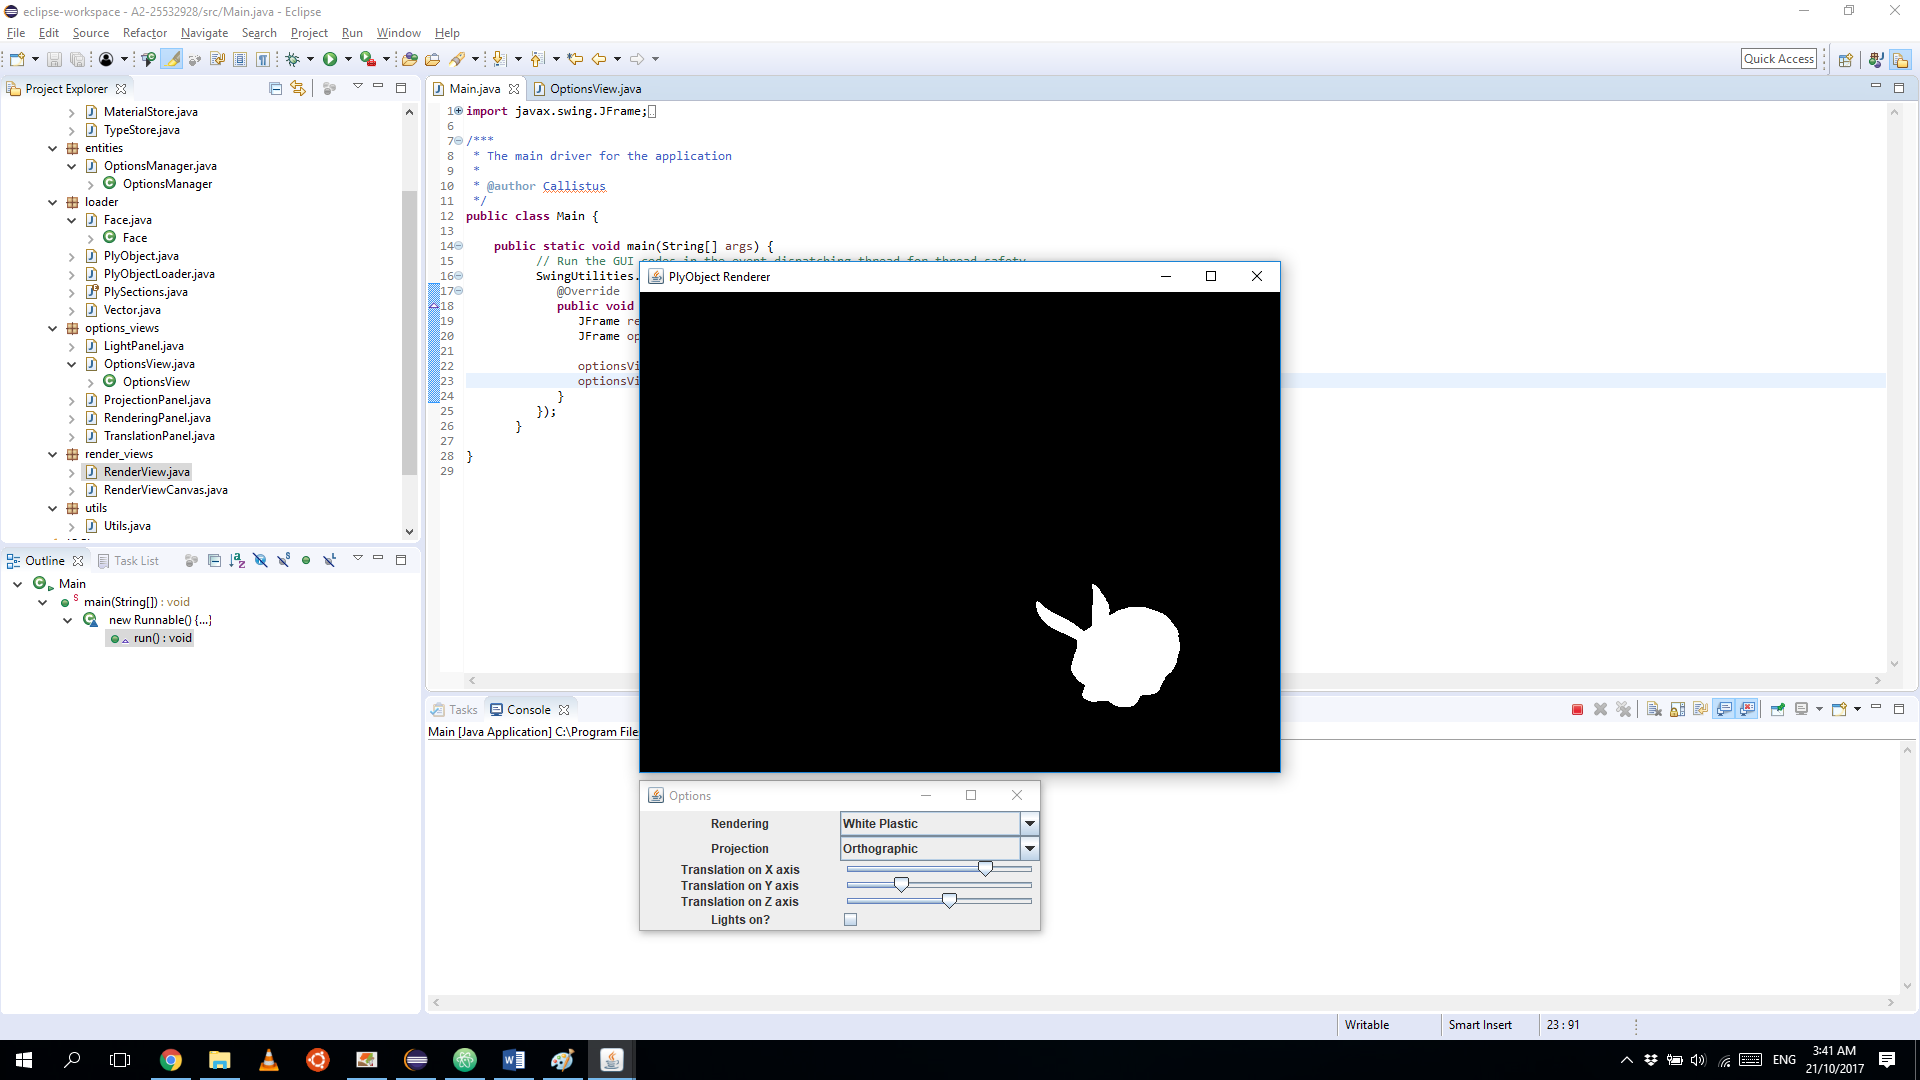 eclipse-workspace - A2-25532928/src/Main.java - Eclipse
File Edit Source Refactor Navigate Search Project Run Window Help
Quick Access
Project Explorer
MaterialStore.java
TypeStore.java
entities
OptionsManager.java
OptionsManager
loader
Face.java
Face
PlyObject.java
PlyObjectLoader.java
PlySections.java
Vector.java
options_views
LightPanel.java
OptionsView.java
OptionsView
ProjectionPanel.java
RenderingPanel.java
TranslationPanel.java
render_views
RenderView.java
RenderViewCanvas.java
utils
Utils.java
Outline Task List
Main
main(String[]) : void
new Runnable() {...}
run() : void
Main.java OptionsView.java
1 import javax.swing.JFrame;
6
7 /***
8 * The main driver for the application
9 *
10 * @author Callistus
11 */
12 public class Main {
13
14 public static void main(String[] args) {
15 // Run the GUI codes in the event dispatching thread for thread safety
16 SwingUtilities.
17 @Override
18 public void
19 JFrame re
20 JFrame op
21
22 optionsVi
23 optionsVi
24 }
25 });
26 }
27
28 }
29
PlyObject Renderer
Tasks Console
Main [Java Application] C:\Program File
Options
Rendering White Plastic
Projection Orthographic
Translation on X axis
Translation on Y axis
Translation on Z axis
Lights on?
Writable Smart Insert 23 : 91
ENG 3:41 AM
21/10/2017